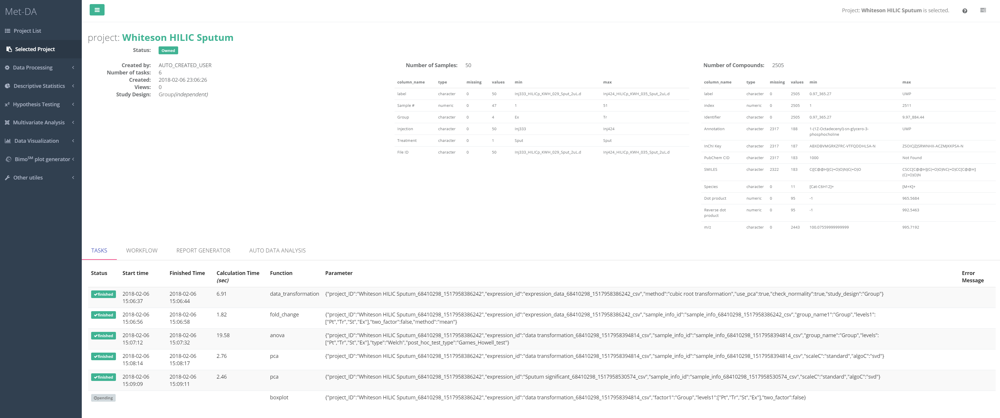 Met-DA
Project List
Selected Project
Data Processing
Descriptive Statistics
x² Hypothesis Testing
Multivariate Analysis
Data Visualization
Bimo SM plot generator
Other utiles
Project: Whiteson HILIC Sputum is selected.
project: Whiteson HILIC Sputum
Status: Owned
Created by: AUTO_CREATED_USER
Number of tasks: 6
Created: 2018-02-06 23:06:26
Views: 0
Study Design: Group(independent)
Number of Samples: 50
column_name type missing values min max
label character 0 50 Inj333_HILICp_KWH_029_Sput_2uL.d Inj424_HILICp_KWH_035_Sput_2uL.d
Sample # numeric 0 47 1 51
Group character 0 4 Ex Tr
Injection character 0 50 Inj333 Inj424
Treatment character 0 1 Sput Sput
File ID character 0 50 Inj333_HILICp_KWH_029_Sput_2uL.d Inj424_HILICp_KWH_035_Sput_2uL.d
Number of Compounds: 2505
column_name type missing values min max
label character 0 2505 0.97_365.27 UMP
index numeric 0 2505 1 2511
Identifier character 0 2505 0.97_365.27 9.97_884.44
Annotation character 2317 188 1-(1Z-Octadecenyl)-sn-glycero-3- UMP
phosphocholine
InChI Key character 2317 187 ABXDBVMGRKZFRC-VTFQDDHLSA-N ZSOICJZJSRWNHX-ACZMJKKPSA-N
PubChem CID character 2317 183 1000 Not Found
SMILES character 2322 183 C([C@@H](C(=O)O)N)C(=O)O CSCC[C@@H](C(=O)O)NC(=O)CC[C@@H]
(C(=O)O)N
Species character 0 11 [Cat-C6H12]+ [M+K]+
Dot product numeric 0 95 -1 965.5684
Reverse dot numeric 0 95 -1 992.5463
product
m/z character 0 2443 100.07559999999999 995.7192
TASKS WORKFLOW REPORT GENERATOR AUTO DATA ANALYSIS
Status Start time Finished Time Calculation Time Function Parameter Error
(sec) Message
finished 2018-02-06 2018-02-06 6.91 data_transformation {"project_ID":"Whiteson HILIC Sputum_68410298_1517958386242","expression_id":"expression_data_68410298_1517958386242_csv","method":"cubic root transformation","use_pca":true,"check_normality":true,"study_design":"Group"}
15:06:37 15:06:44
finished 2018-02-06 2018-02-06 1.82 fold_change {"project_ID":"Whiteson HILIC Sputum_68410298_1517958386242","expression_id":"expression_data_68410298_1517958386242_csv","sample_info_id":"sample_info_68410298_1517958386242_csv","group_name1":"Group","levels1":
15:06:56 15:06:58 ["Pt","Tr","St","Ex"],"two_factor":false,"method":"mean"}
finished 2018-02-06 2018-02-06 19.58 anova {"project_ID":"Whiteson HILIC Sputum_68410298_1517958386242","expression_id":"data transformation_68410298_1517958394814_csv","sample_info_id":"sample_info_68410298_1517958394814_csv","group_name":"Group","levels":
15:07:12 15:07:32 ["Pt","Tr","St","Ex"],"type":"Welch","post_hoc_test_type":"Games_Howell_test"}
finished 2018-02-06 2018-02-06 2.76 pca {"project_ID":"Whiteson HILIC Sputum_68410298_1517958386242","expression_id":"data transformation_68410298_1517958394814_csv","sample_info_id":"sample_info_68410298_1517958394814_csv","scaleC":"standard","algoC":"svd"}
15:08:14 15:08:17
finished 2018-02-06 2018-02-06 2.46 pca {"project_ID":"Whiteson HILIC Sputum_68410298_1517958386242","expression_id":"Sputum significant_68410298_1517958530574_csv","sample_info_id":"sample_info_68410298_1517958530574_csv","scaleC":"standard","algoC":"svd"}
15:09:09 15:09:11
pending boxplot {"project_ID":"Whiteson HILIC Sputum_68410298_1517958386242","expression_id":"data transformation_68410298_1517958394814_csv","factor1":"Group","levels1":["Pt","Tr","St","Ex"],"two_factor":false}